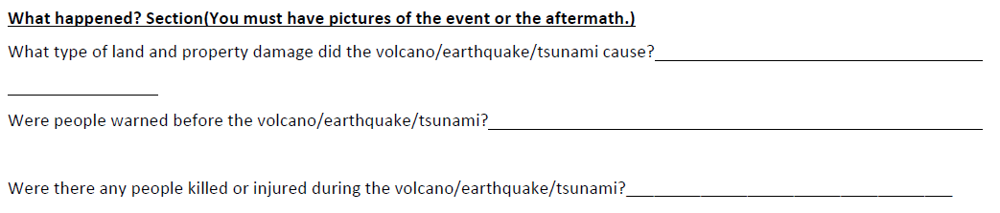 What happened? Section(You must have pictures of the event or the aftermath.)
What type of land and property damage did the volcano/earthquake/tsunami cause?
Were people warned before the volcano/earthquake/tsunami?
Were there any people killed or injured during the volcano/earthquake/tsunami?